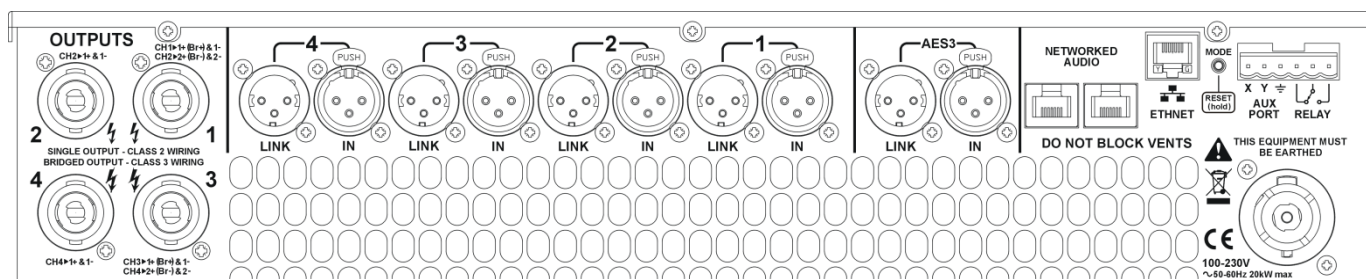 OUTPUTS
CH2▶1+ & 1-
CH1▶1+ (Br+) & 1-
CH2▶2+ (Br-) & 2-
2
1
SINGLE OUTPUT - CLASS 2 WIRING
BRIDGED OUTPUT - CLASS 3 WIRING
4
3
CH4▶1+ & 1-
CH3▶1+ (Br+) & 1-
CH4▶2+ (Br-) & 2-
4
PUSH
LINK
IN
3
PUSH
LINK
IN
2
PUSH
LINK
IN
1
PUSH
LINK
IN
AES3
PUSH
LINK
IN
NETWORKED
AUDIO
ETHNET
MODE
RESET
(hold)
X Y
AUX
PORT
RELAY
DO NOT BLOCK VENTS
THIS EQUIPMENT MUST
BE EARTHED
CE
100-230V
~50-60Hz 20kW max